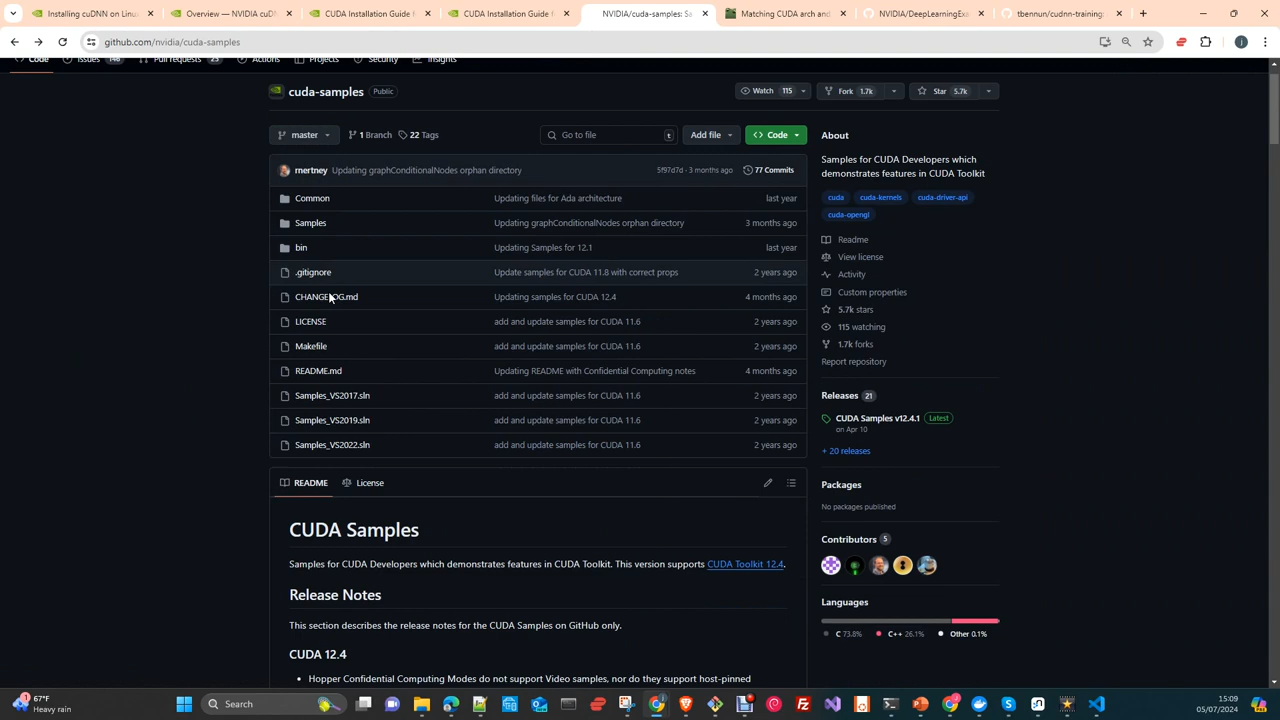 Installing cuDNN on Linux
Overview — NVIDIA cuD
CUDA Installation Guide f
CUDA Installation Guide fo
NVIDIA/cuda-samples: Sa
Matching CUDA arch and
NVIDIA/DeepLearningExa
tbennun/cudnn-training:
github.com/nvidia/cuda-samples
Code
Issues 146
Pull requests 25
Actions
Projects
Security
Insights
cuda-samples Public
Watch 115
Fork 1.7k
Star 5.7k
master
1 Branch
22 Tags
Go to file t
Add file
Code
mertney Updating graphConditionalNodes orphan directory 5f97d7d · 3 months ago 77 Commits
Common Updating files for Ada architecture last year
Samples Updating graphConditionalNodes orphan directory 3 months ago
bin Updating Samples for 12.1 last year
.gitignore Update samples for CUDA 11.8 with correct props 2 years ago
CHANGELOG.md Updating samples for CUDA 12.4 4 months ago
LICENSE add and update samples for CUDA 11.6 2 years ago
Makefile add and update samples for CUDA 11.6 2 years ago
README.md Updating README with Confidential Computing notes 4 months ago
Samples_VS2017.sln add and update samples for CUDA 11.6 2 years ago
Samples_VS2019.sln add and update samples for CUDA 11.6 2 years ago
Samples_VS2022.sln add and update samples for CUDA 11.6 2 years ago
README
License
CUDA Samples
Samples for CUDA Developers which demonstrates features in CUDA Toolkit. This version supports CUDA Toolkit 12.4.
Release Notes
This section describes the release notes for the CUDA Samples on GitHub only.
CUDA 12.4
• Hopper Confidential Computing Modes do not support Video samples, nor do they support host-pinned
About
Samples for CUDA Developers which
demonstrates features in CUDA Toolkit
cuda cuda-kernels cuda-driver-api
cuda-opengl
Readme
View license
Activity
Custom properties
5.7k stars
115 watching
1.7k forks
Report repository
Releases 21
CUDA Samples v12.4.1 Latest
on Apr 10
+ 20 releases
Packages
No packages published
Contributors 5
Languages
C 73.8% C++ 26.1% Other 0.1%
67°F
Heavy rain
Search
15:09
05/07/2024